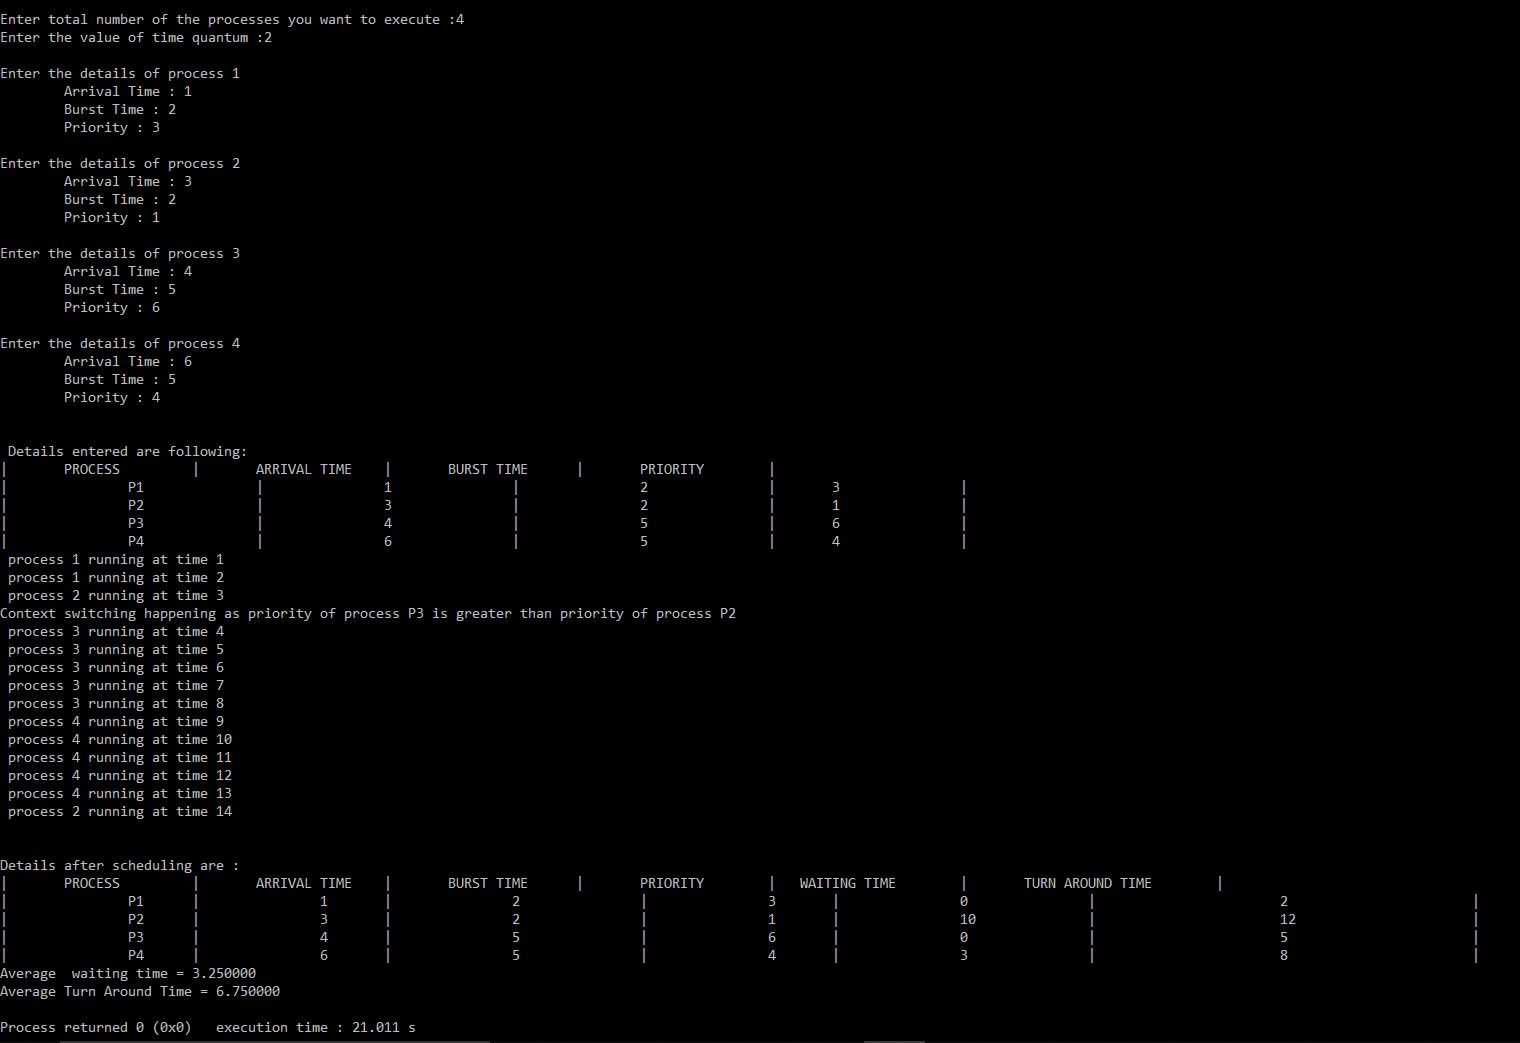 Enter total number of the processes you want to execute :4
Enter the value of time quantum :2
Enter the details of process 1
Arrival Time : 1
Burst Time : 2
Priority : 3
Enter the details of process 2
Arrival Time : 3
Burst Time : 2
Priority : 1
Enter the details of process 3
Arrival Time : 4
Burst Time : 5
Priority : 6
Enter the details of process 4
Arrival Time : 6
Burst Time : 5
Priority : 4
Details entered are following:
| PROCESS | ARRIVAL TIME | BURST TIME | PRIORITY |
| P1 | 1 | 2 | 3 |
| P2 | 3 | 2 | 1 |
| P3 | 4 | 5 | 6 |
| P4 | 6 | 5 | 4 |
process 1 running at time 1
process 1 running at time 2
process 2 running at time 3
Context switching happening as priority of process P3 is greater than priority of process P2
process 3 running at time 4
process 3 running at time 5
process 3 running at time 6
process 3 running at time 7
process 3 running at time 8
process 4 running at time 9
process 4 running at time 10
process 4 running at time 11
process 4 running at time 12
process 4 running at time 13
process 2 running at time 14
Details after scheduling are :
| PROCESS | ARRIVAL TIME | BURST TIME | PRIORITY | WAITING TIME | TURN AROUND TIME |
| P1 | 1 | 2 | 3 | 0 | 2 |
| P2 | 3 | 2 | 1 | 10 | 12 |
| P3 | 4 | 5 | 6 | 0 | 5 |
| P4 | 6 | 5 | 4 | 3 | 8 |
Average  waiting time = 3.250000
Average Turn Around Time = 6.750000
Process returned 0 (0x0)   execution time : 21.011 s